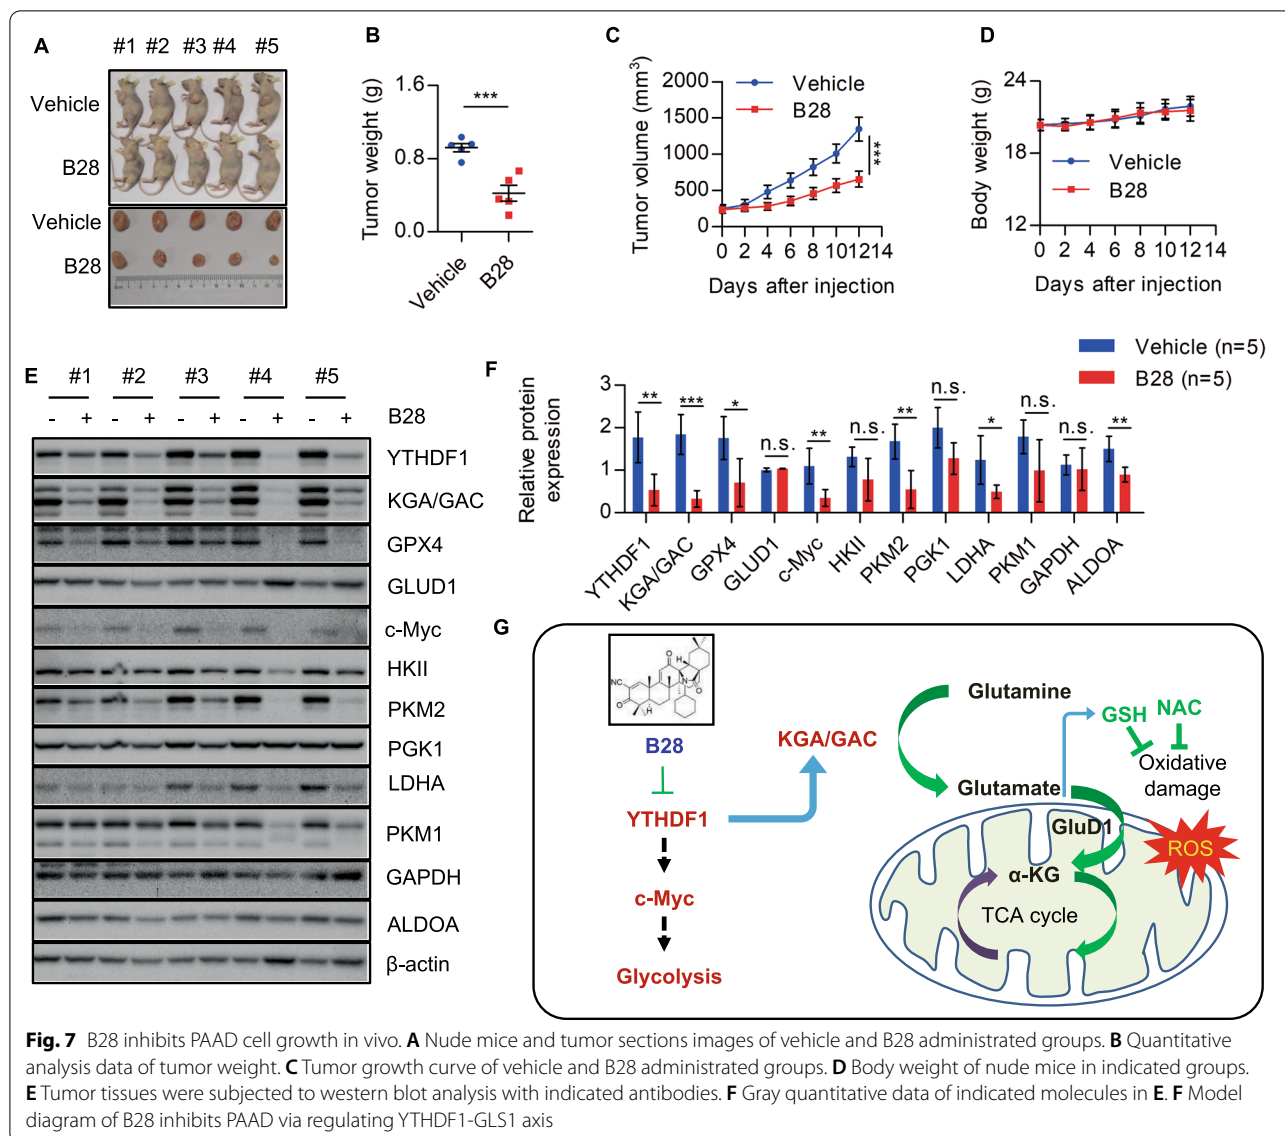 A
#1 #2 #3 #4 #5
Vehicle
B28
Vehicle
B28
B
Tumor weight (g)
1.6
0.8
0.0
***
Vehicle
B28
C
Tumor volume (mm³)
2000
1500
1000
500
0
Vehicle
B28
***
0 2 4 6 8 10 12 14
Days after injection
D
Body weight (g)
24
18
12
Vehicle
B28
0 2 4 6 8 10 12 14
Days after injection
E
#1 #2 #3 #4 #5
- + - + - + - + - + B28
YTHDF1
KGA/GAC
GPX4
GLUD1
c-Myc
HKII
PKM2
PGK1
LDHA
PKM1
GAPDH
ALDOA
β-actin
F
Vehicle (n=5)
B28 (n=5)
Relative protein
expression
3
2
1
0
** *** * n.s. ** n.s. ** n.s. * n.s. n.s. **
YTHDF1
KGA/GAC
GPX4
GLUD1
c-Myc
HKII
PKM2
PGK1
LDHA
PKM1
GAPDH
ALDOA
G
B28
YTHDF1
c-Myc
Glycolysis
KGA/GAC
Glutamine
Glutamate
GSH NAC
Oxidative
damage
GluD1
ROS
α-KG
TCA cycle
Fig. 7 B28 inhibits PAAD cell growth in vivo. A Nude mice and tumor sections images of vehicle and B28 administrated groups. B Quantitative
analysis data of tumor weight. C Tumor growth curve of vehicle and B28 administrated groups. D Body weight of nude mice in indicated groups.
E Tumor tissues were subjected to western blot analysis with indicated antibodies. F Gray quantitative data of indicated molecules in E. F Model
diagram of B28 inhibits PAAD via regulating YTHDF1-GLS1 axis